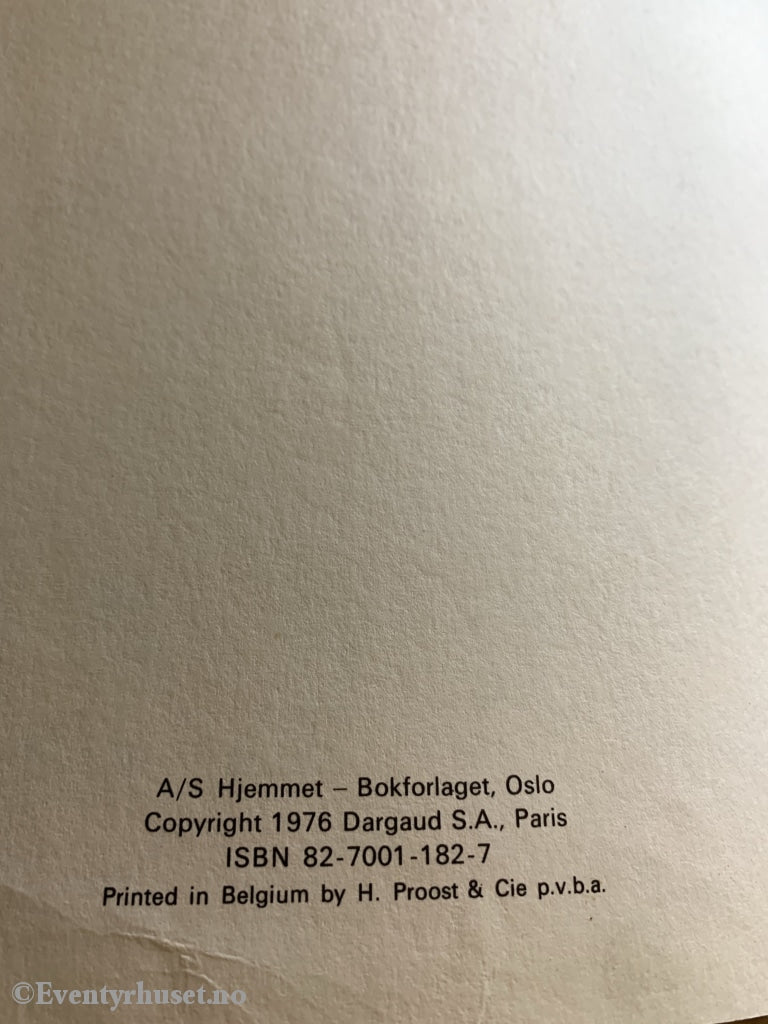 A/S Hjemmet – Bokforlaget, Oslo
Copyright 1976 Dargaud S.A., Paris
ISBN 82-7001-182-7
Printed in Belgium by H. Proost & Cie p.v.b.a.
©Eventyrhuset.no